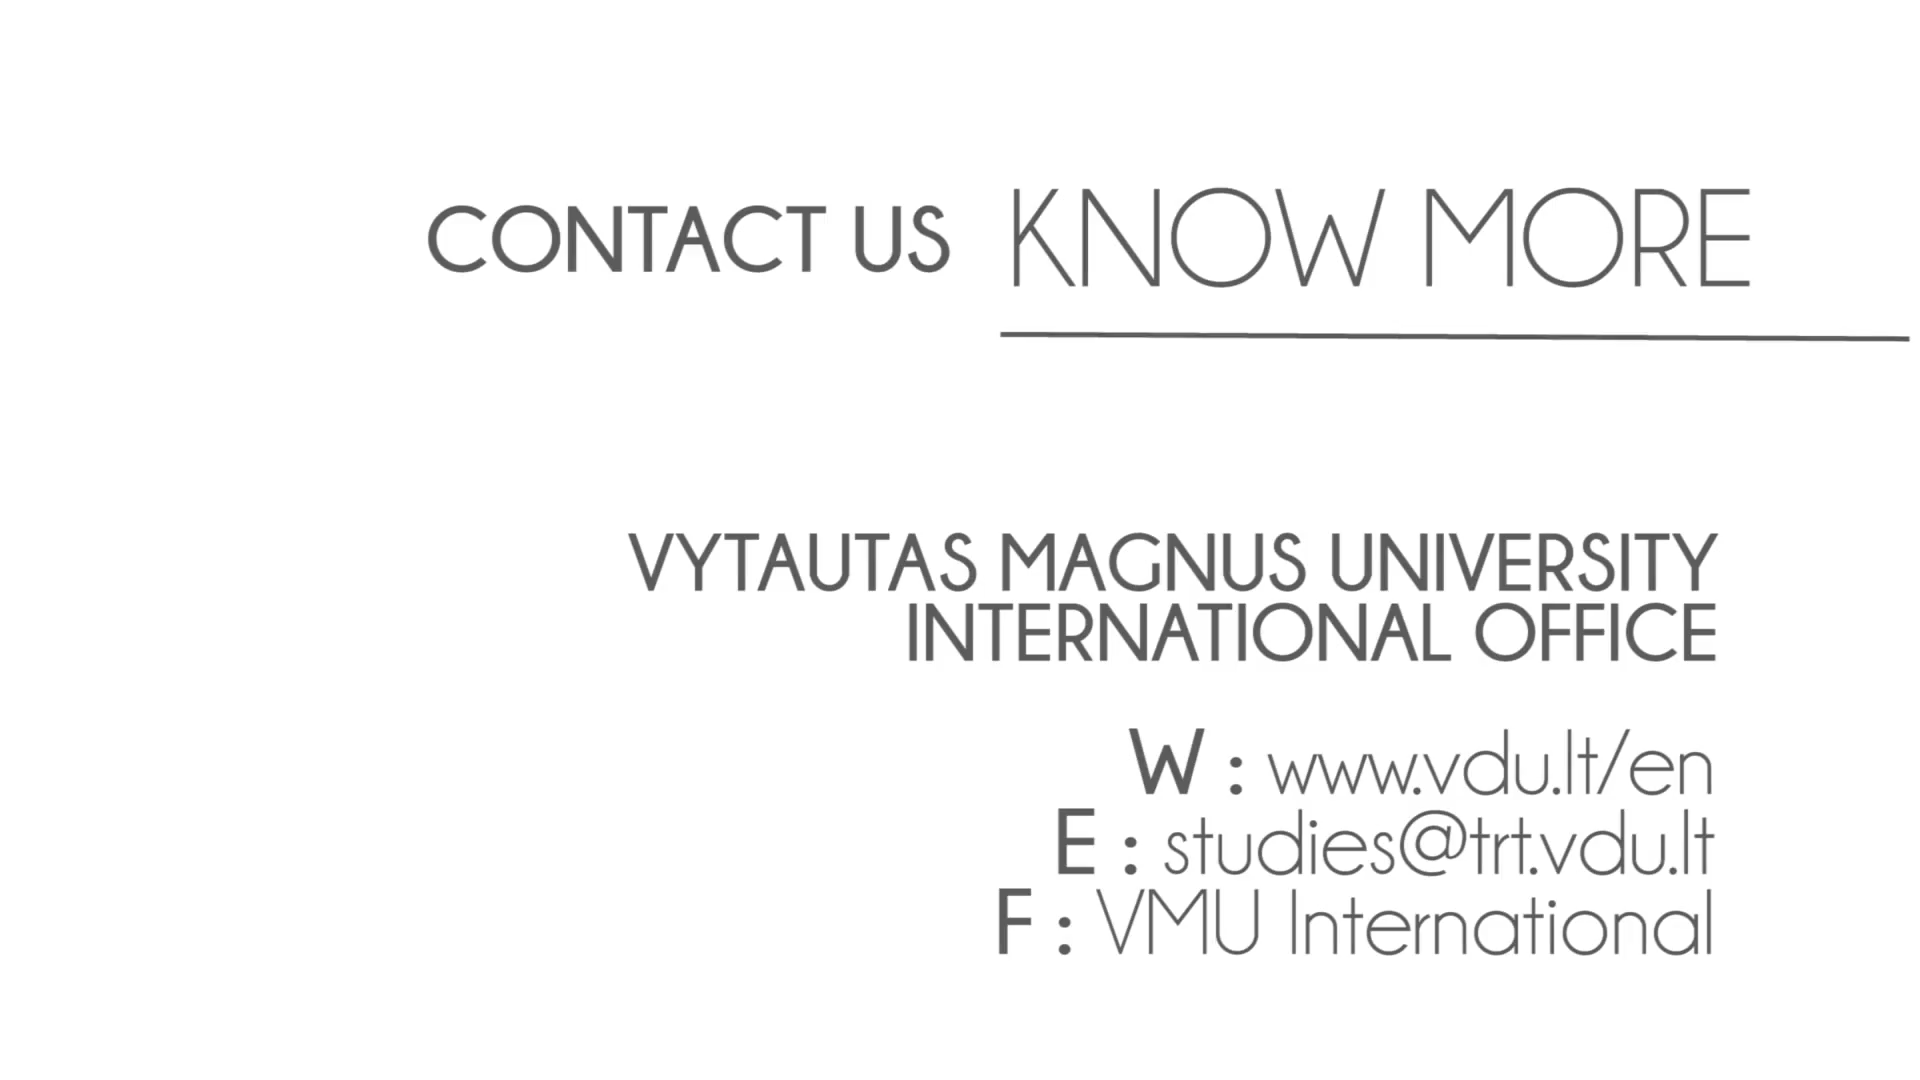 CONTACT US KNOW MORE
VYTAUTAS MAGNUS UNIVERSITY
INTERNATIONAL OFFICE
W : www.vdu.lt/en
E : studies@trt.vdu.lt
F : VMU International